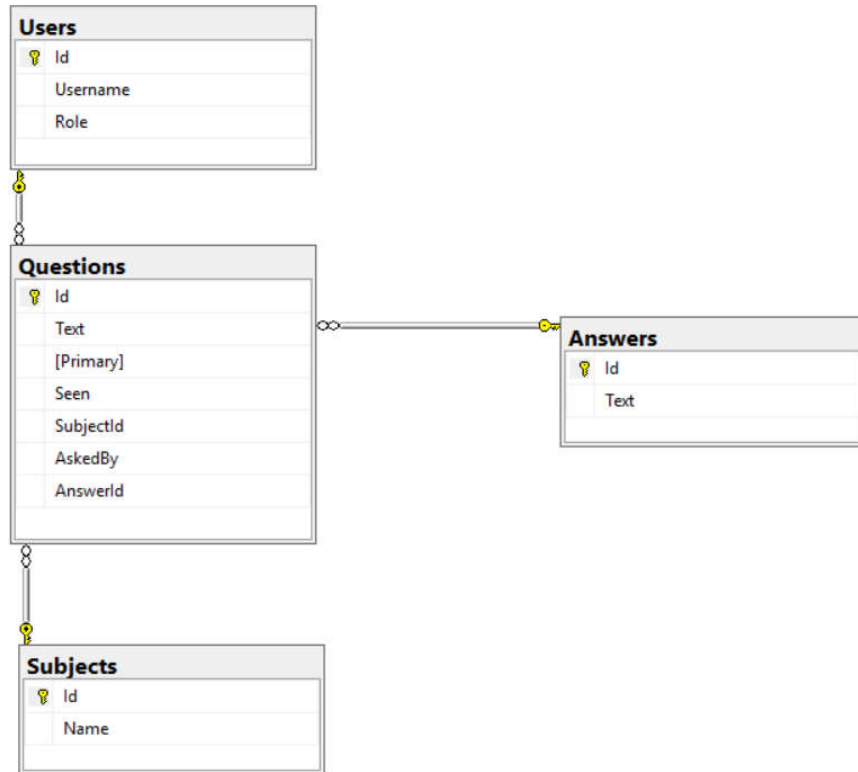 Users
Id
Username
Role
Questions
Id
Text
[Primary]
Seen
SubjectId
AskedBy
AnswerId
Answers
Id
Text
Subjects
Id
Name